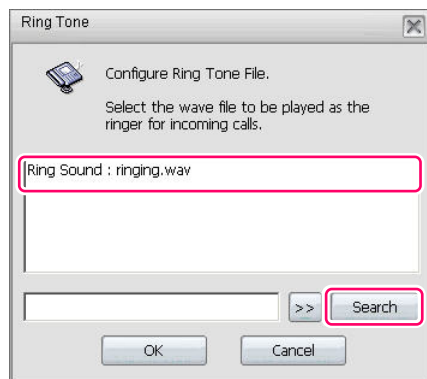 Ring Tone
Configure Ring Tone File.
Select the wave file to be played as the
ringer for incoming calls.
Ring Sound : ringing.wav
>> Search
OK Cancel